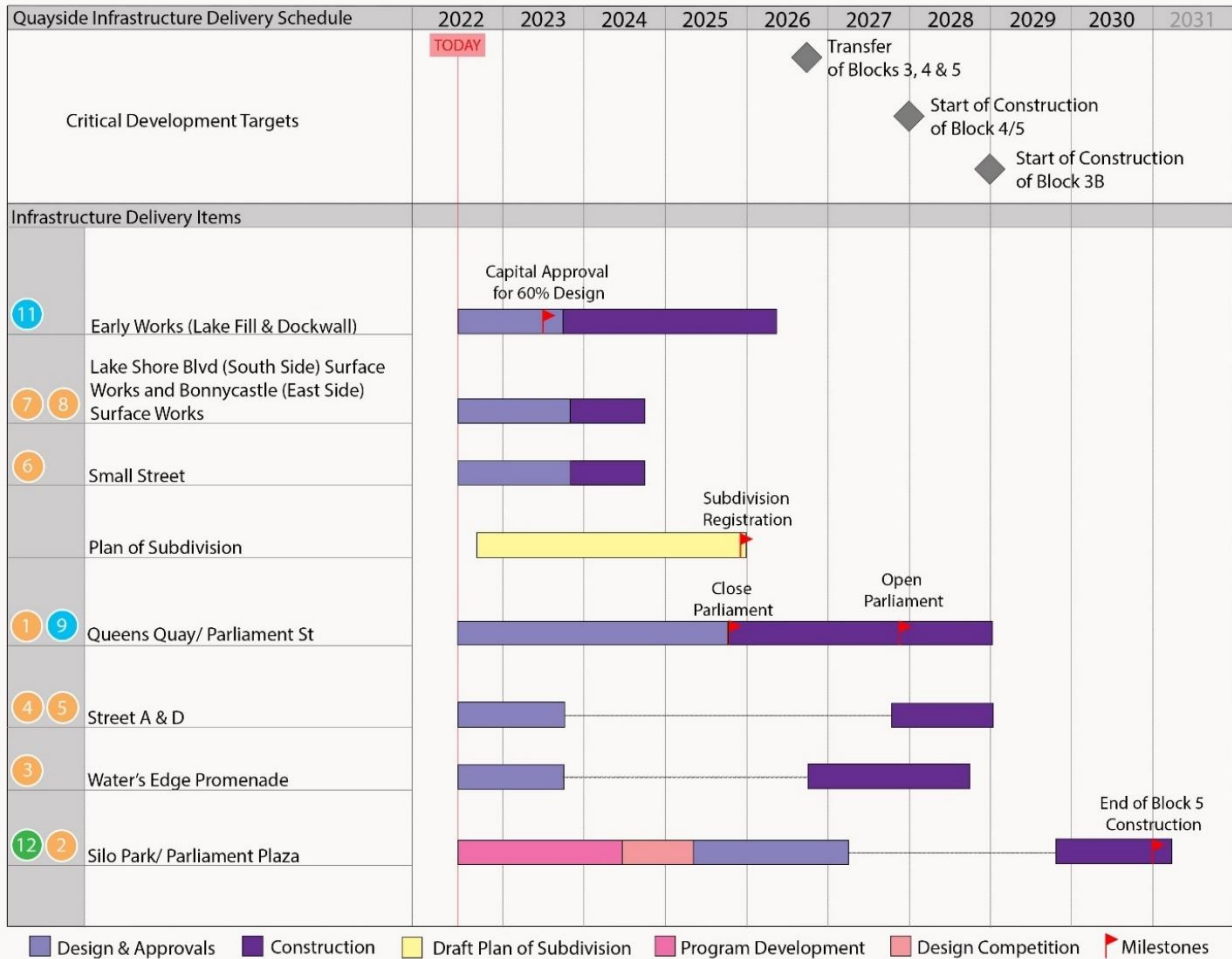 Quayside Infrastructure Delivery Schedule 2022 2023 2024 2025 2026 2027 2028 2029 2030 2031
TODAY
Transfer
of Blocks 3, 4 & 5
Critical Development Targets
Start of Construction
of Block 4/5
Start of Construction
of Block 3B
Infrastructure Delivery Items
Capital Approval
for 60% Design
11 Early Works (Lake Fill & Dockwall)
Lake Shore Blvd (South Side) Surface
7 8 Works and Bonnycastle (East Side)
Surface Works
6 Small Street
Subdivision
Registration
Plan of Subdivision
Close
Parliament
Open
Parliament
1 9 Queens Quay/ Parliament St
4 5 Street A & D
3 Water's Edge Promenade
End of Block 5
Construction
12 2 Silo Park/ Parliament Plaza
Design & Approvals Construction Draft Plan of Subdivision Program Development Design Competition Milestones